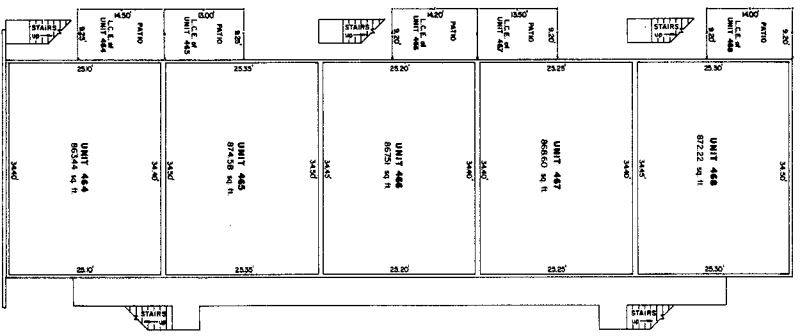 14.50'
13.00'
14.20'
13.50'
14.00'
STAIRS
up
9.25'
L.C.E. of
UNIT 464
PATIO
L.C.E. of
UNIT 465
PATIO
9.25'
STAIRS
up
9.20'
L.C.E. of
UNIT 466
PATIO
L.C.E. of
UNIT 467
PATIO
9.20'
STAIRS
up
9.20'
L.C.E. of
UNIT 468
PATIO
9.20'
25.10'
25.35'
25.20'
25.25'
25.30'
34.40'
UNIT 464
863.44 sq ft
34.40'
34.50'
UNIT 465
874.58 sq ft
34.50'
34.45'
UNIT 466
867.51 sq ft
34.40'
34.40'
UNIT 467
868.60 sq ft
34.40'
34.45'
UNIT 468
872.22 sq ft
34.50'
25.10'
25.35'
25.20'
25.25'
25.30'
STAIRS
up
STAIRS
up